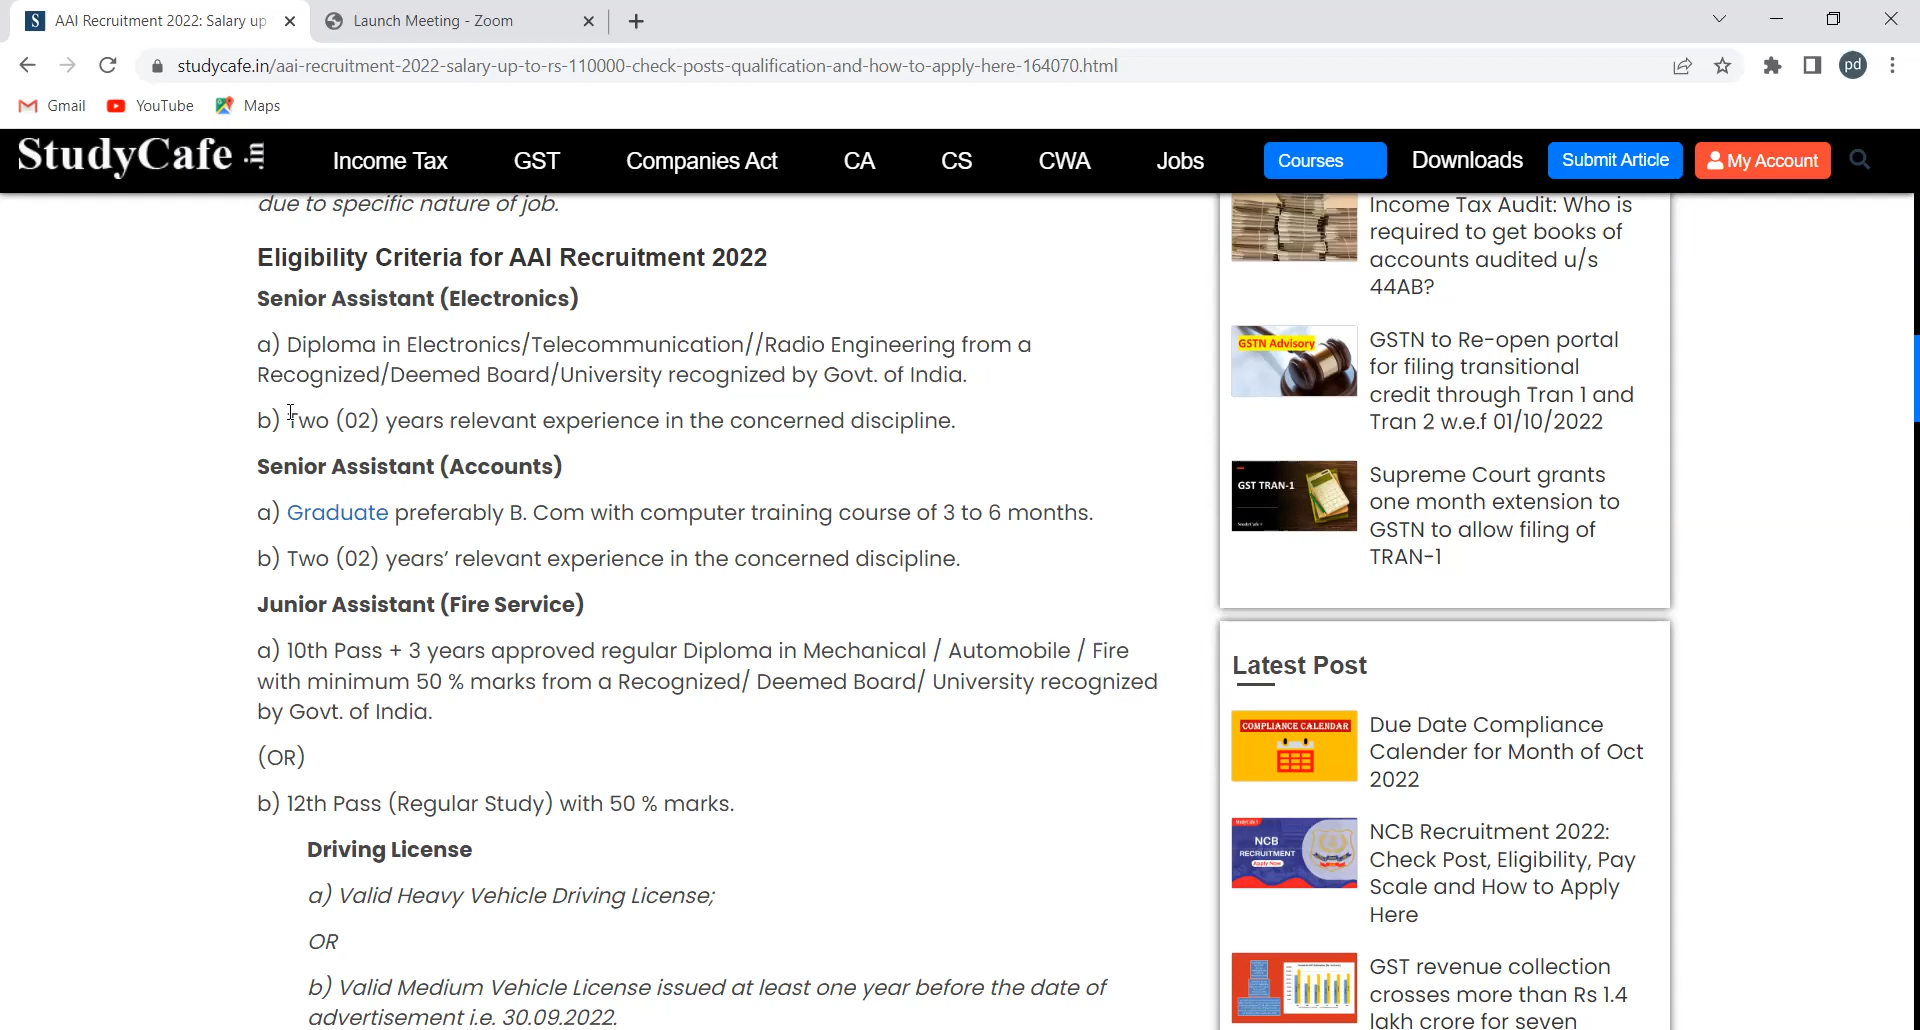 AAI Recruitment 2022: Salary up
Launch Meeting - Zoom
studycafe.in/aai-recruitment-2022-salary-up-to-rs-110000-check-posts-qualification-and-how-to-apply-here-164070.html
pd
Gmail
YouTube
Maps
StudyCafe .in
Income Tax
GST
Companies Act
CA
CS
CWA
Jobs
Courses
Downloads
Submit Article
My Account
due to specific nature of job.
Eligibility Criteria for AAI Recruitment 2022
Senior Assistant (Electronics)
a) Diploma in Electronics/Telecommunication//Radio Engineering from a
Recognized/Deemed Board/University recognized by Govt. of India.
b) Two (02) years relevant experience in the concerned discipline.
Senior Assistant (Accounts)
a) Graduate preferably B. Com with computer training course of 3 to 6 months.
b) Two (02) years’ relevant experience in the concerned discipline.
Junior Assistant (Fire Service)
a) 10th Pass + 3 years approved regular Diploma in Mechanical / Automobile / Fire
with minimum 50 % marks from a Recognized/ Deemed Board/ University recognized
by Govt. of India.
(OR)
b) 12th Pass (Regular Study) with 50 % marks.
Driving License
a) Valid Heavy Vehicle Driving License;
OR
b) Valid Medium Vehicle License issued at least one year before the date of
advertisement i.e. 30.09.2022.
Income Tax Audit: Who is
required to get books of
accounts audited u/s
44AB?
GSTN Advisory
GSTN to Re-open portal
for filing transitional
credit through Tran 1 and
Tran 2 w.e.f 01/10/2022
GST TRAN-1
StudyCafe
Supreme Court grants
one month extension to
GSTN to allow filing of
TRAN-1
Latest Post
COMPLIANCE CALENDAR
Due Date Compliance
Calender for Month of Oct
2022
NCB
RECRUITMENT
Apply Now
NCB Recruitment 2022:
Check Post, Eligibility, Pay
Scale and How to Apply
Here
GST revenue collection
crosses more than Rs 1.4
lakh crore for seven